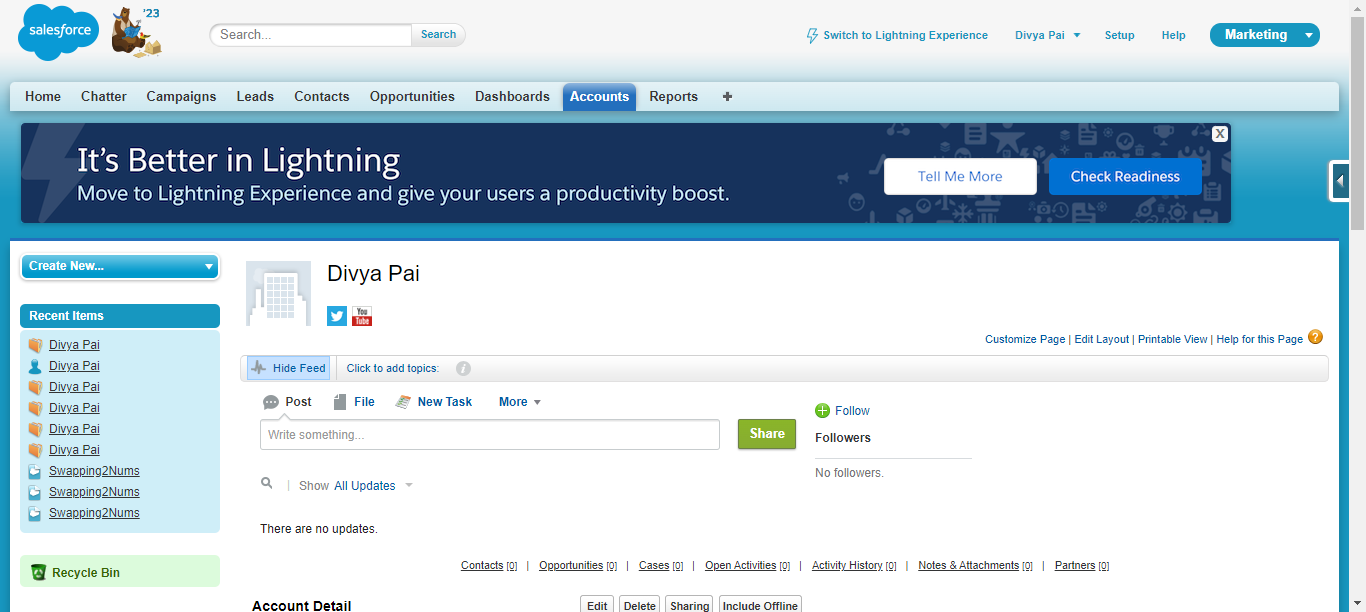 salesforce
'23
Search...
Search
Switch to Lightning Experience
Divya Pai
Setup
Help
Marketing
Home Chatter Campaigns Leads Contacts Opportunities Dashboards Accounts Reports +
It's Better in Lightning
Move to Lightning Experience and give your users a productivity boost.
Tell Me More
Check Readiness
X
Create New...
Recent Items
Divya Pai
Divya Pai
Divya Pai
Divya Pai
Divya Pai
Divya Pai
Swapping2Nums
Swapping2Nums
Swapping2Nums
Recycle Bin
Divya Pai
You Tube
Customize Page | Edit Layout | Printable View | Help for this Page ?
Hide Feed
Click to add topics:
i
Post File New Task More
Write something...
Share
Follow
Followers
No followers.
Show All Updates
There are no updates.
Contacts [0] | Opportunities [0] | Cases [0] | Open Activities [0] | Activity History [0] | Notes & Attachments [0] | Partners [0]
Account Detail
Edit Delete Sharing Include Offline